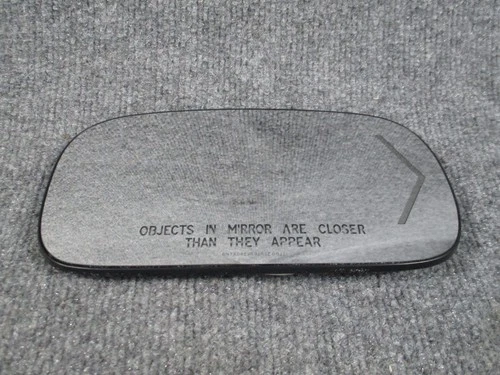 OBJECTS IN MIRROR ARE CLOSER
THAN THEY APPEAR